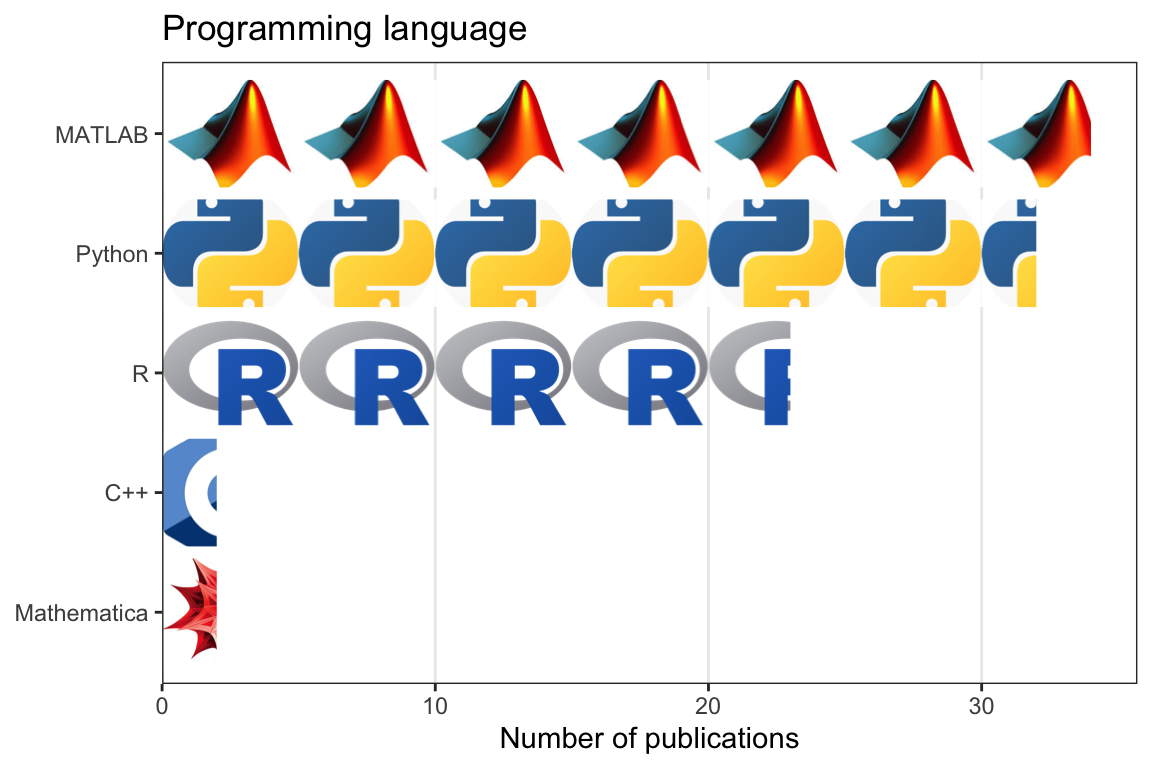 Programming language
MATLAB
Python
R
R R R R
C++
Mathematica
0 10 20 30
Number of publications